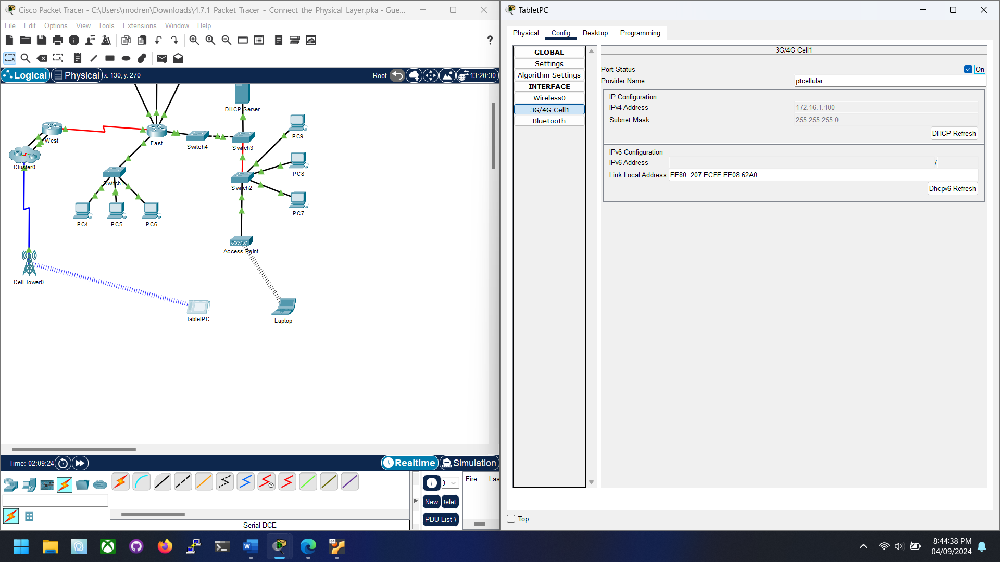 Cisco Packet Tracer - C:\Users\modren\Downloads\4.7.1_Packet_Tracer_-_Connect_the_Physical_Layer.pka - Gue...
File Edit Options View Tools Extensions Window Help
Logical Physical x: 130, y: 270 Root 13:20:30
DHCP Server
PC9
West
East
Switch4
Switch3
Cluster0
PC8
Switch1
Switch2
PC7
PC4 PC5 PC6
Access Point
Cell Tower0
TabletPC
Laptop
Time: 02:09:24 Realtime Simulation
0 Fire Las
New elet
PDU List
Serial DCE
TabletPC
Physical Config Desktop Programming
GLOBAL
Settings
Algorithm Settings
INTERFACE
Wireless0
3G/4G Cell1
Bluetooth
3G/4G Cell1
Port Status On
Provider Name ptcellular
IP Configuration
IPv4 Address 172.16.1.100
Subnet Mask 255.255.255.0
DHCP Refresh
IPv6 Configuration
IPv6 Address /
Link Local Address: FE80::207:ECFF:FE08:62A0
Dhcpv6 Refresh
Top
64
8:44:38 PM
04/09/2024